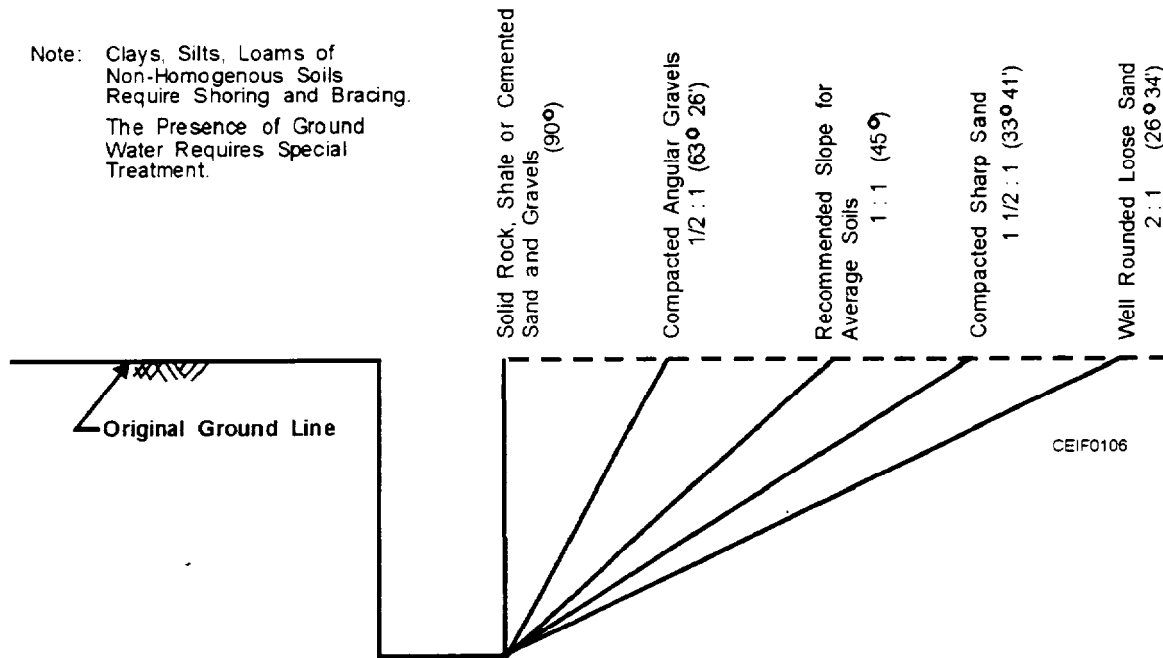 Note: Clays, Silts, Loams of
Non-Homogenous Soils
Require Shoring and Bracing.
The Presence of Ground
Water Requires Special
Treatment.
Solid Rock, Shale or Cemented
Sand and Gravels (90°)
Compacted Angular Gravels
1/2 : 1 (63° 26')
Recommended Slope for
Average Soils
1 : 1 (45°)
Compacted Sharp Sand
1 1/2 : 1 (33° 41')
Well Rounded Loose Sand
2 : 1 (26° 34')
Original Ground Line
CEIF0106